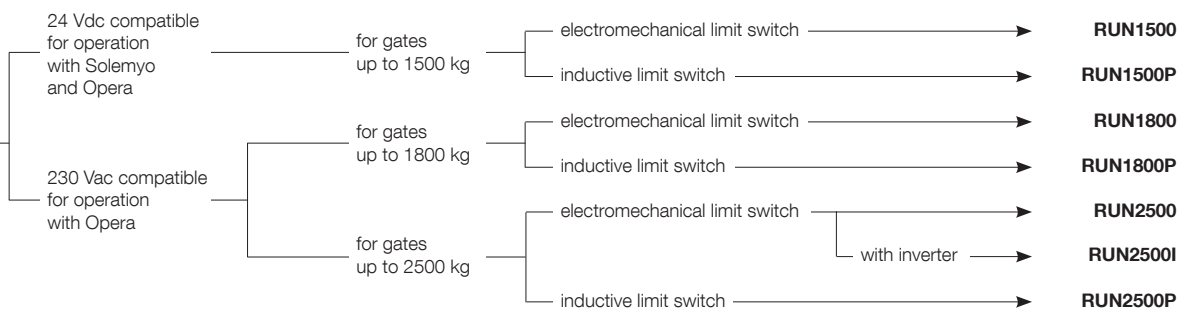 24 Vdc compatible
for operation
with Solemyo
and Opera
for gates
up to 1500 kg
electromechanical limit switch
RUN1500
inductive limit switch
RUN1500P
230 Vac compatible
for operation
with Opera
for gates
up to 1800 kg
electromechanical limit switch
RUN1800
inductive limit switch
RUN1800P
for gates
up to 2500 kg
electromechanical limit switch
RUN2500
with inverter
RUN2500I
inductive limit switch
RUN2500P